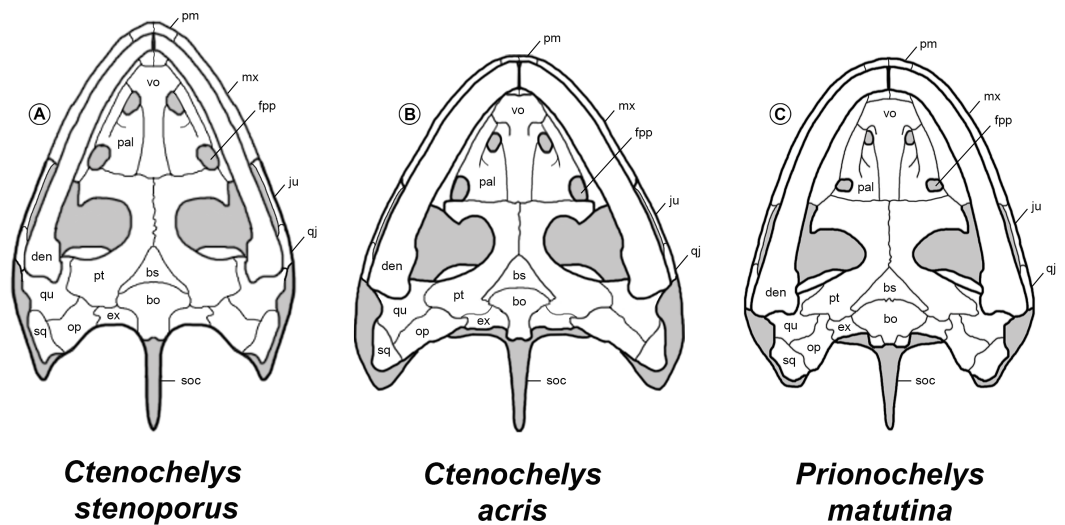 A
pm
mx
vo
fpp
pal
ju
qj
den
pt
bs
qu
bo
ex
sq
op
soc
Ctenochelys
stenoporus
B
pm
mx
vo
fpp
pal
ju
qj
den
pt
bs
qu
bo
ex
op
sq
soc
Ctenochelys
acris
C
pm
mx
vo
fpp
pal
ju
qj
den
pt
bs
qu
ex
bo
op
sq
soc
Prionochelys
matutina